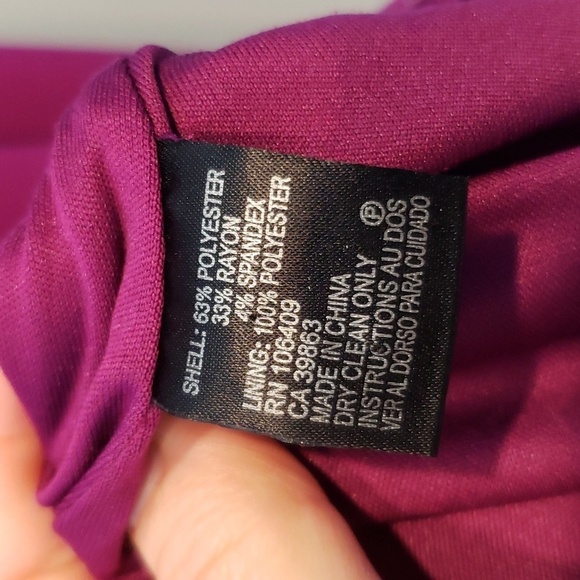 SHELL: 63% POLYESTER
33% RAYON
4% SPANDEX
LINING: 100% POLYESTER
RN 106409
CA 39863
MADE IN CHINA
DRY CLEAN ONLY Ⓟ
INSTRUCTIONS AU DOS
VER AL DORSO PARA CUIDADO